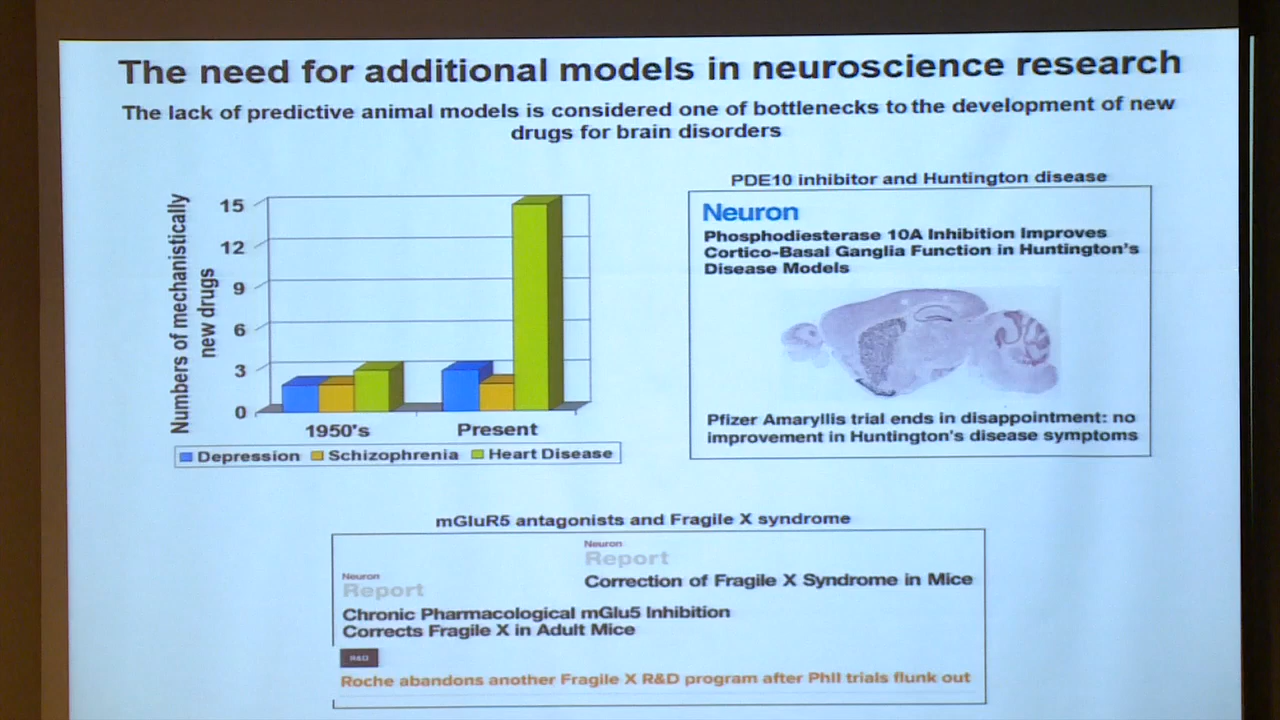 The need for additional models in neuroscience research
The lack of predictive animal models is considered one of bottlenecks to the development of new
drugs for brain disorders
Numbers of mechanistically
new drugs
15
12
9
6
3
0
1950's
Present
Depression
Schizophrenia
Heart Disease
PDE10 inhibitor and Huntington disease
Neuron
Phosphodiesterase 10A Inhibition Improves
Cortico-Basal Ganglia Function in Huntington's
Disease Models
Pfizer Amaryllis trial ends in disappointment: no
improvement in Huntington's disease symptoms
mGluR5 antagonists and Fragile X syndrome
Neuron
Report
Correction of Fragile X Syndrome in Mice
Neuron
Report
Chronic Pharmacological mGlu5 Inhibition
Corrects Fragile X in Adult Mice
R&D
Roche abandons another Fragile X R&D program after PhII trials flunk out